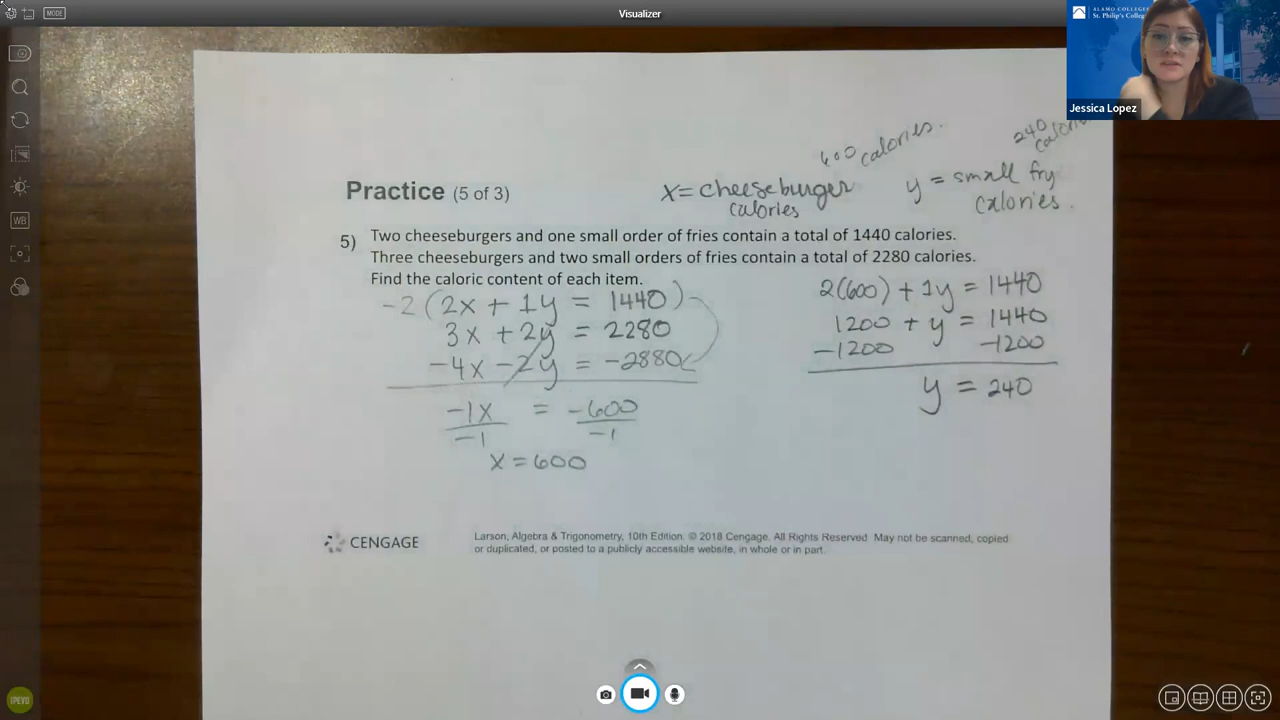 MODE
Visualizer
ALAMO COLLEGES
St. Philip's College
Jessica Lopez
WB
IPEVO
600 calories.
240
Practice (5 of 3)
x = cheeseburger
calories
y = small fry
calories.
5) Two cheeseburgers and one small order of fries contain a total of 1440 calories.
Three cheeseburgers and two small orders of fries contain a total of 2280 calories.
Find the caloric content of each item.
-2 (2x + 1y = 1440)
3x + 2y = 2280
-4x - 2y = -2880
-1x = -600
-1 -1
x = 600
2(600) + 1y = 1440
1200 + y = 1440
-1200 -1200
y = 240
CENGAGE
Larson, Algebra & Trigonometry, 10th Edition. © 2018 Cengage. All Rights Reserved May not be scanned, copied
or duplicated, or posted to a publicly accessible website, in whole or in part.